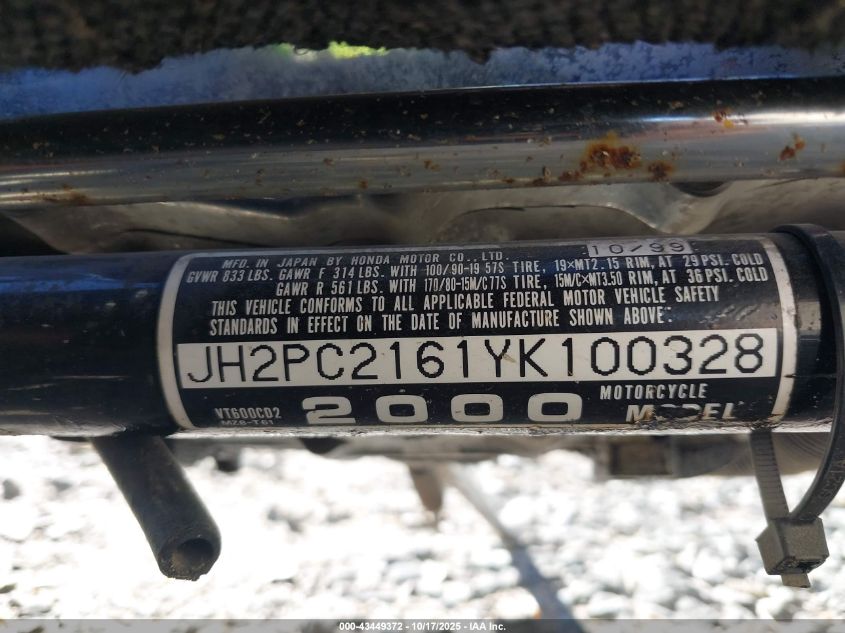 10/99
MFD. IN JAPAN BY HONDA MOTOR CO., LTD.
GVWR 833 LBS. GAWR F 314 LBS. WITH 100/90-19 57S TIRE, 19×MT2.15 RIM, AT 29 PSI. COLD
GAWR R 561 LBS. WITH 170/80-15M/C77S TIRE, 15M/C×MT3.50 RIM, AT 36 PSI. COLD
THIS VEHICLE CONFORMS TO ALL APPLICABLE FEDERAL MOTOR VEHICLE SAFETY
STANDARDS IN EFFECT ON THE DATE OF MANUFACTURE SHOWN ABOVE.
JH2PC2161YK100328
VT600CD2 2000 MOTORCYCLE
MZ8-T61 MODEL
000-43449372 - 10/17/2025 - IAA Inc.